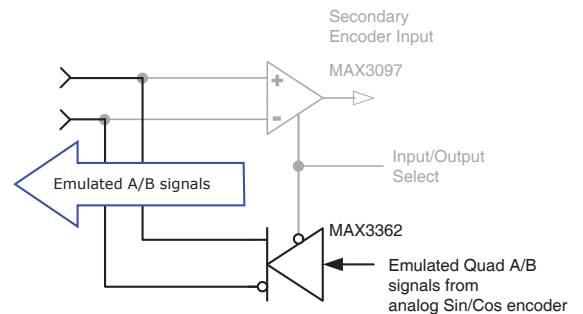 Secondary
Encoder Input
MAX3097
+
-
Input/Output
Select
Emulated A/B signals
MAX3362
Emulated Quad A/B
signals from
analog Sin/Cos encoder